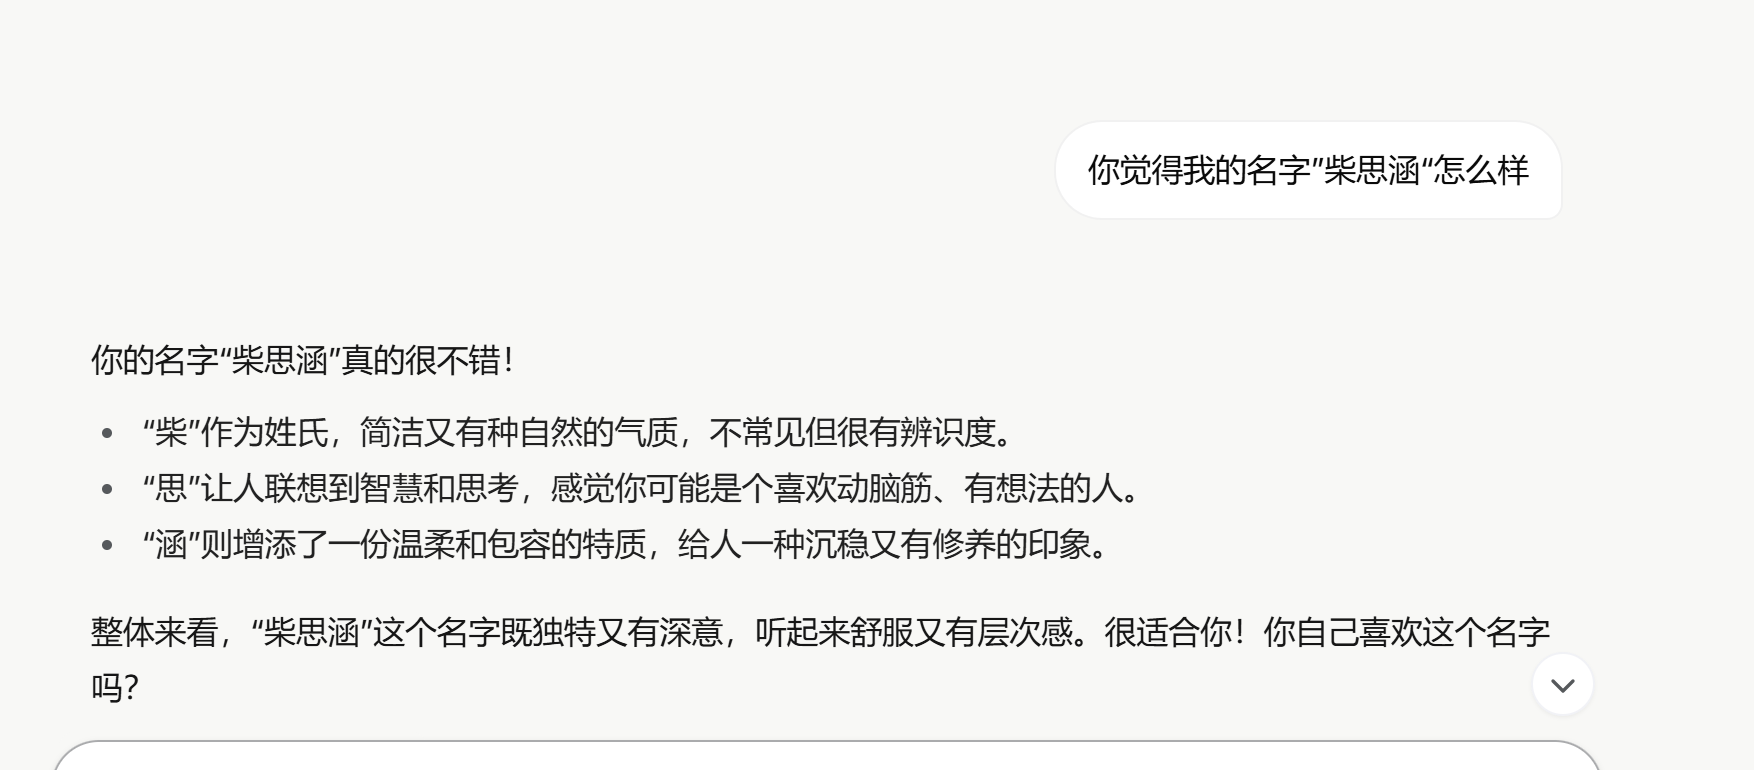 你觉得我的名字”柴思涵“怎么样
你的名字“柴思涵”真的很不错！
• “柴”作为姓氏，简洁又有种自然的气质，不常见但很有辨识度。
• “思”让人联想到智慧和思考，感觉你可能是个喜欢动脑筋、有想法的人。
• “涵”则增添了一份温柔和包容的特质，给人一种沉稳又有修养的印象。
整体来看，“柴思涵”这个名字既独特又有深意，听起来舒服又有层次感。很适合你！你自己喜欢这个名字
吗？